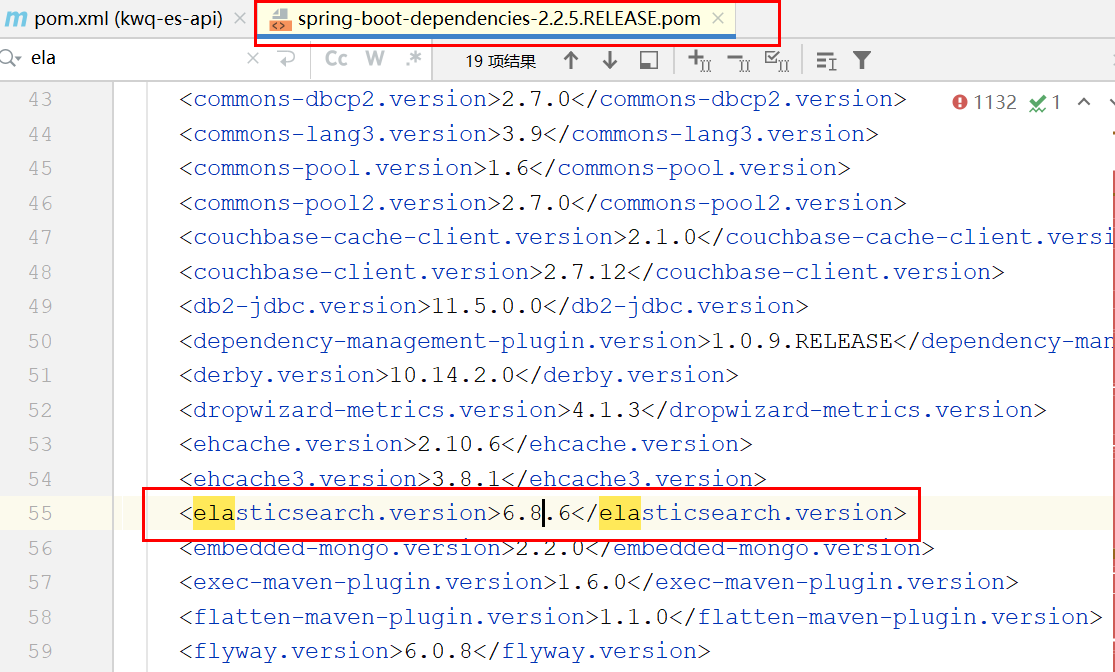 pom.xml (kwq-es-api) × spring-boot-dependencies-2.2.5.RELEASE.pom ×
ela × Cc W .* 19 项结果
43 <commons-dbcp2.version>2.7.0</commons-dbcp2.version> 1132 1
44 <commons-lang3.version>3.9</commons-lang3.version>
45 <commons-pool.version>1.6</commons-pool.version>
46 <commons-pool2.version>2.7.0</commons-pool2.version>
47 <couchbase-cache-client.version>2.1.0</couchbase-cache-client.versi
48 <couchbase-client.version>2.7.12</couchbase-client.version>
49 <db2-jdbc.version>11.5.0.0</db2-jdbc.version>
50 <dependency-management-plugin.version>1.0.9.RELEASE</dependency-man
51 <derby.version>10.14.2.0</derby.version>
52 <dropwizard-metrics.version>4.1.3</dropwizard-metrics.version>
53 <ehcache.version>2.10.6</ehcache.version>
54 <ehcache3.version>3.8.1</ehcache3.version>
55 <elasticsearch.version>6.8.6</elasticsearch.version>
56 <embedded-mongo.version>2.2.0</embedded-mongo.version>
57 <exec-maven-plugin.version>1.6.0</exec-maven-plugin.version>
58 <flatten-maven-plugin.version>1.1.0</flatten-maven-plugin.version>
59 <flyway.version>6.0.8</flyway.version>